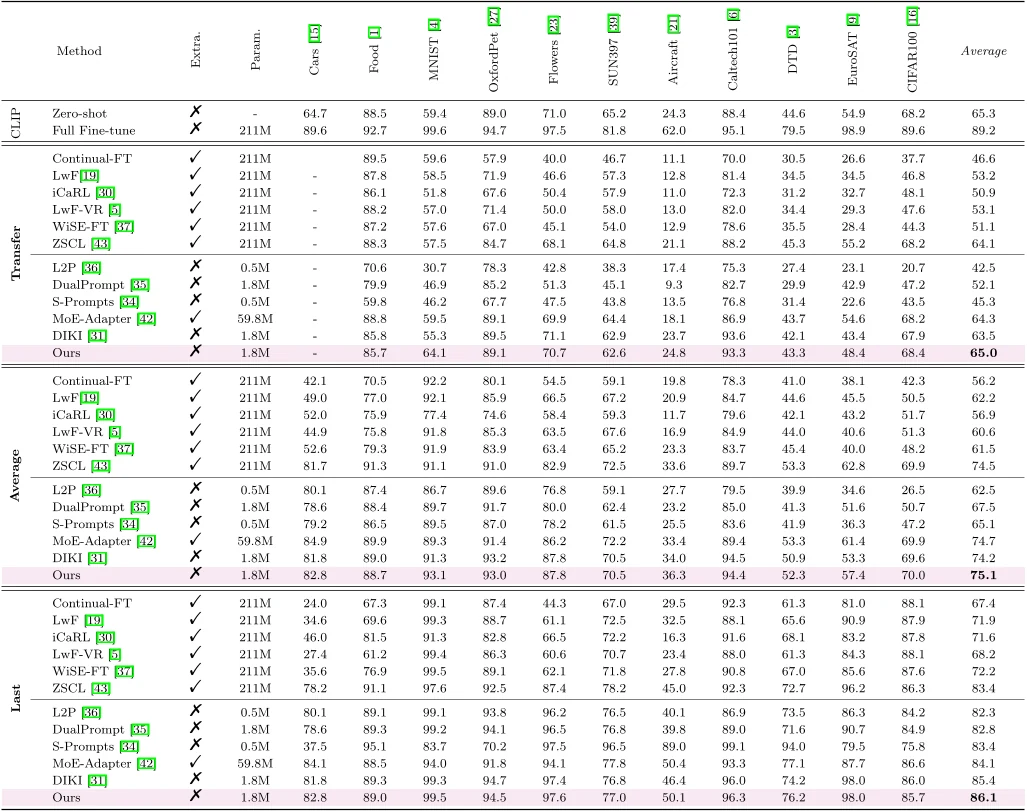 Method Extra. Param. Cars [15] Food [1] MNIST [4] OxfordPet [27] Flowers [23] SUN397 [39] Aircraft [21] Caltech101 [6] DTD [3] EuroSAT [9] CIFAR100 [16] Average
CLIP
Zero-shot ✗ - 64.7 88.5 59.4 89.0 71.0 65.2 24.3 88.4 44.6 54.9 68.2 65.3
Full Fine-tune ✗ 211M 89.6 92.7 99.6 94.7 97.5 81.8 62.0 95.1 79.5 98.9 89.6 89.2
Transfer
Continual-FT ✓ 211M 89.5 59.6 57.9 40.0 46.7 11.1 70.0 30.5 26.6 37.7 46.6
LwF[19] ✓ 211M - 87.8 58.5 71.9 46.6 57.3 12.8 81.4 34.5 34.5 46.8 53.2
iCaRL [30] ✓ 211M - 86.1 51.8 67.6 50.4 57.9 11.0 72.3 31.2 32.7 48.1 50.9
LwF-VR [5] ✓ 211M - 88.2 57.0 71.4 50.0 58.0 13.0 82.0 34.4 29.3 47.6 53.1
WiSE-FT [37] ✓ 211M - 87.2 57.6 67.0 45.1 54.0 12.9 78.6 35.5 28.4 44.3 51.1
ZSCL [43] ✓ 211M - 88.3 57.5 84.7 68.1 64.8 21.1 88.2 45.3 55.2 68.2 64.1
L2P [36] ✗ 0.5M - 70.6 30.7 78.3 42.8 38.3 17.4 75.3 27.4 23.1 20.7 42.5
DualPrompt [35] ✗ 1.8M - 79.9 46.9 85.2 51.3 45.1 9.3 82.7 29.9 42.9 47.2 52.1
S-Prompts [34] ✗ 0.5M - 59.8 46.2 67.7 47.5 43.8 13.5 76.8 31.4 22.6 43.5 45.3
MoE-Adapter [42] ✓ 59.8M - 88.8 59.5 89.1 69.9 64.4 18.1 86.9 43.7 54.6 68.2 64.3
DIKI [31] ✗ 1.8M - 85.8 55.3 89.5 71.1 62.9 23.7 93.6 42.1 43.4 67.9 63.5
Ours ✗ 1.8M - 85.7 64.1 89.1 70.7 62.6 24.8 93.3 43.3 48.4 68.4 65.0
Average
Continual-FT ✓ 211M 42.1 70.5 92.2 80.1 54.5 59.1 19.8 78.3 41.0 38.1 42.3 56.2
LwF[19] ✓ 211M 49.0 77.0 92.1 85.9 66.5 67.2 20.9 84.7 44.6 45.5 50.5 62.2
iCaRL [30] ✓ 211M 52.0 75.9 77.4 74.6 58.4 59.3 11.7 79.6 42.1 43.2 51.7 56.9
LwF-VR [5] ✓ 211M 44.9 75.8 91.8 85.3 63.5 67.6 16.9 84.9 44.0 40.6 51.3 60.6
WiSE-FT [37] ✓ 211M 52.6 79.3 91.9 83.9 63.4 65.2 23.3 83.7 45.4 40.0 48.2 61.5
ZSCL [43] ✓ 211M 81.7 91.3 91.1 91.0 82.9 72.5 33.6 89.7 53.3 62.8 69.9 74.5
L2P [36] ✗ 0.5M 80.1 87.4 86.7 89.6 76.8 59.1 27.7 79.5 39.9 34.6 26.5 62.5
DualPrompt [35] ✗ 1.8M 78.6 88.4 89.7 91.7 80.0 62.4 23.2 85.0 41.3 51.6 50.7 67.5
S-Prompts [34] ✗ 0.5M 79.2 86.5 89.5 87.0 78.2 61.5 25.5 83.6 41.9 36.3 47.2 65.1
MoE-Adapter [42] ✓ 59.8M 84.9 89.9 89.3 91.4 86.2 72.2 33.4 89.4 53.3 61.4 69.9 74.7
DIKI [31] ✗ 1.8M 81.8 89.0 91.3 93.2 87.8 70.5 34.0 94.5 50.9 53.3 69.6 74.2
Ours ✗ 1.8M 82.8 88.7 93.1 93.0 87.8 70.5 36.3 94.4 52.3 57.4 70.0 75.1
Last
Continual-FT ✓ 211M 24.0 67.3 99.1 87.4 44.3 67.0 29.5 92.3 61.3 81.0 88.1 67.4
LwF [19] ✓ 211M 34.6 69.6 99.3 88.7 61.1 72.5 32.5 88.1 65.6 90.9 87.9 71.9
iCaRL [30] ✓ 211M 46.0 81.5 91.3 82.8 66.5 72.2 16.3 91.6 68.1 83.2 87.8 71.6
LwF-VR [5] ✓ 211M 27.4 61.2 99.4 86.3 60.6 70.7 23.4 88.0 61.3 84.3 88.1 68.2
WiSE-FT [37] ✓ 211M 35.6 76.9 99.5 89.1 62.1 71.8 27.8 90.8 67.0 85.6 87.6 72.2
ZSCL [43] ✓ 211M 78.2 91.1 97.6 92.5 87.4 78.2 45.0 92.3 72.7 96.2 86.3 83.4
L2P [36] ✗ 0.5M 80.1 89.1 99.1 93.8 96.2 76.5 40.1 86.9 73.5 86.3 84.2 82.3
DualPrompt [35] ✗ 1.8M 78.6 89.3 99.2 94.1 96.5 76.8 39.8 89.0 71.6 90.7 84.9 82.8
S-Prompts [34] ✗ 0.5M 37.5 95.1 83.7 70.2 97.5 96.5 89.0 99.1 94.0 79.5 75.8 83.4
MoE-Adapter [42] ✓ 59.8M 84.1 88.5 94.0 91.8 94.1 77.8 50.4 93.3 77.1 87.7 86.6 84.1
DIKI [31] ✗ 1.8M 81.8 89.3 99.3 94.7 97.4 76.8 46.4 96.0 74.2 98.0 86.0 85.4
Ours ✗ 1.8M 82.8 89.0 99.5 94.5 97.6 77.0 50.1 96.3 76.2 98.0 85.7 86.1